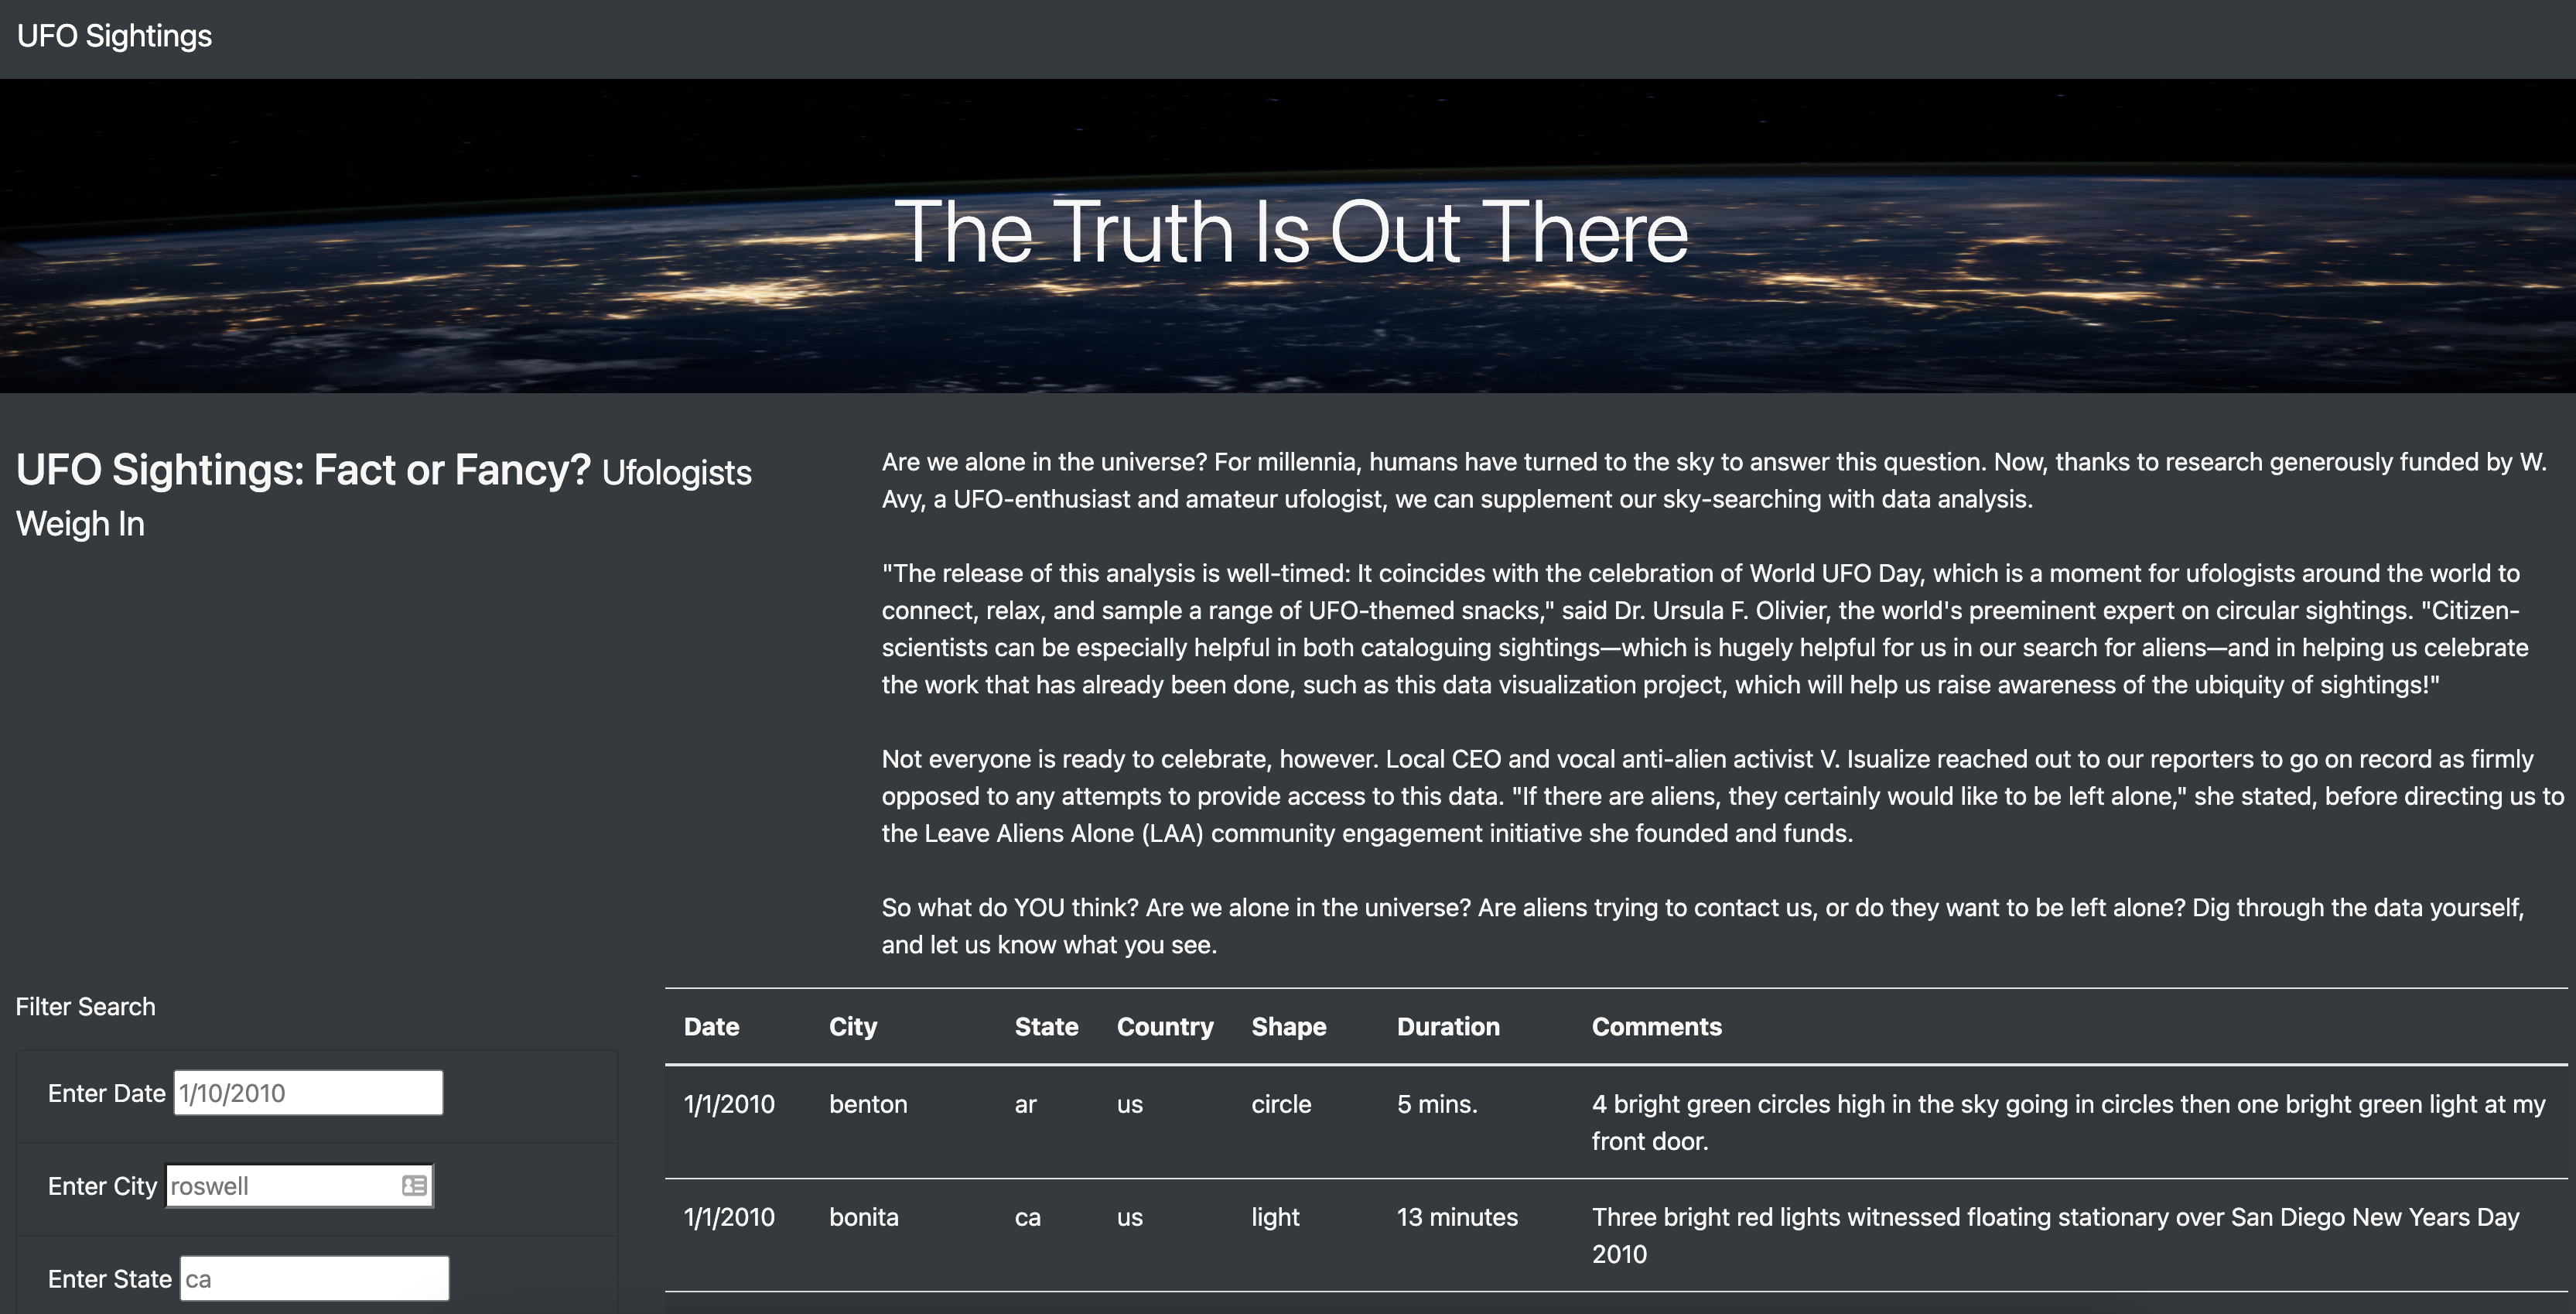 UFO Sightings
The Truth Is Out There
UFO Sightings: Fact or Fancy? Ufologists
Weigh In
Are we alone in the universe? For millennia, humans have turned to the sky to answer this question. Now, thanks to research generously funded by W.
Avy, a UFO-enthusiast and amateur ufologist, we can supplement our sky-searching with data analysis.
"The release of this analysis is well-timed: It coincides with the celebration of World UFO Day, which is a moment for ufologists around the world to
connect, relax, and sample a range of UFO-themed snacks," said Dr. Ursula F. Olivier, the world's preeminent expert on circular sightings. "Citizen-
scientists can be especially helpful in both cataloguing sightings—which is hugely helpful for us in our search for aliens—and in helping us celebrate
the work that has already been done, such as this data visualization project, which will help us raise awareness of the ubiquity of sightings!"
Not everyone is ready to celebrate, however. Local CEO and vocal anti-alien activist V. Isualize reached out to our reporters to go on record as firmly
opposed to any attempts to provide access to this data. "If there are aliens, they certainly would like to be left alone," she stated, before directing us to
the Leave Aliens Alone (LAA) community engagement initiative she founded and funds.
So what do YOU think? Are we alone in the universe? Are aliens trying to contact us, or do they want to be left alone? Dig through the data yourself,
and let us know what you see.
Filter Search
Enter Date 1/10/2010
Enter City roswell
Enter State ca
Date City State Country Shape Duration Comments
1/1/2010 benton ar us circle 5 mins. 4 bright green circles high in the sky going in circles then one bright green light at my
front door.
1/1/2010 bonita ca us light 13 minutes Three bright red lights witnessed floating stationary over San Diego New Years Day
2010